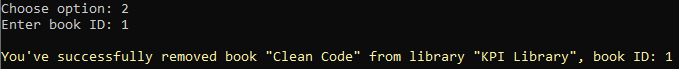 Choose option: 2
Enter book ID: 1
You've successfully removed book "Clean Code" from library "KPI Library", book ID: 1